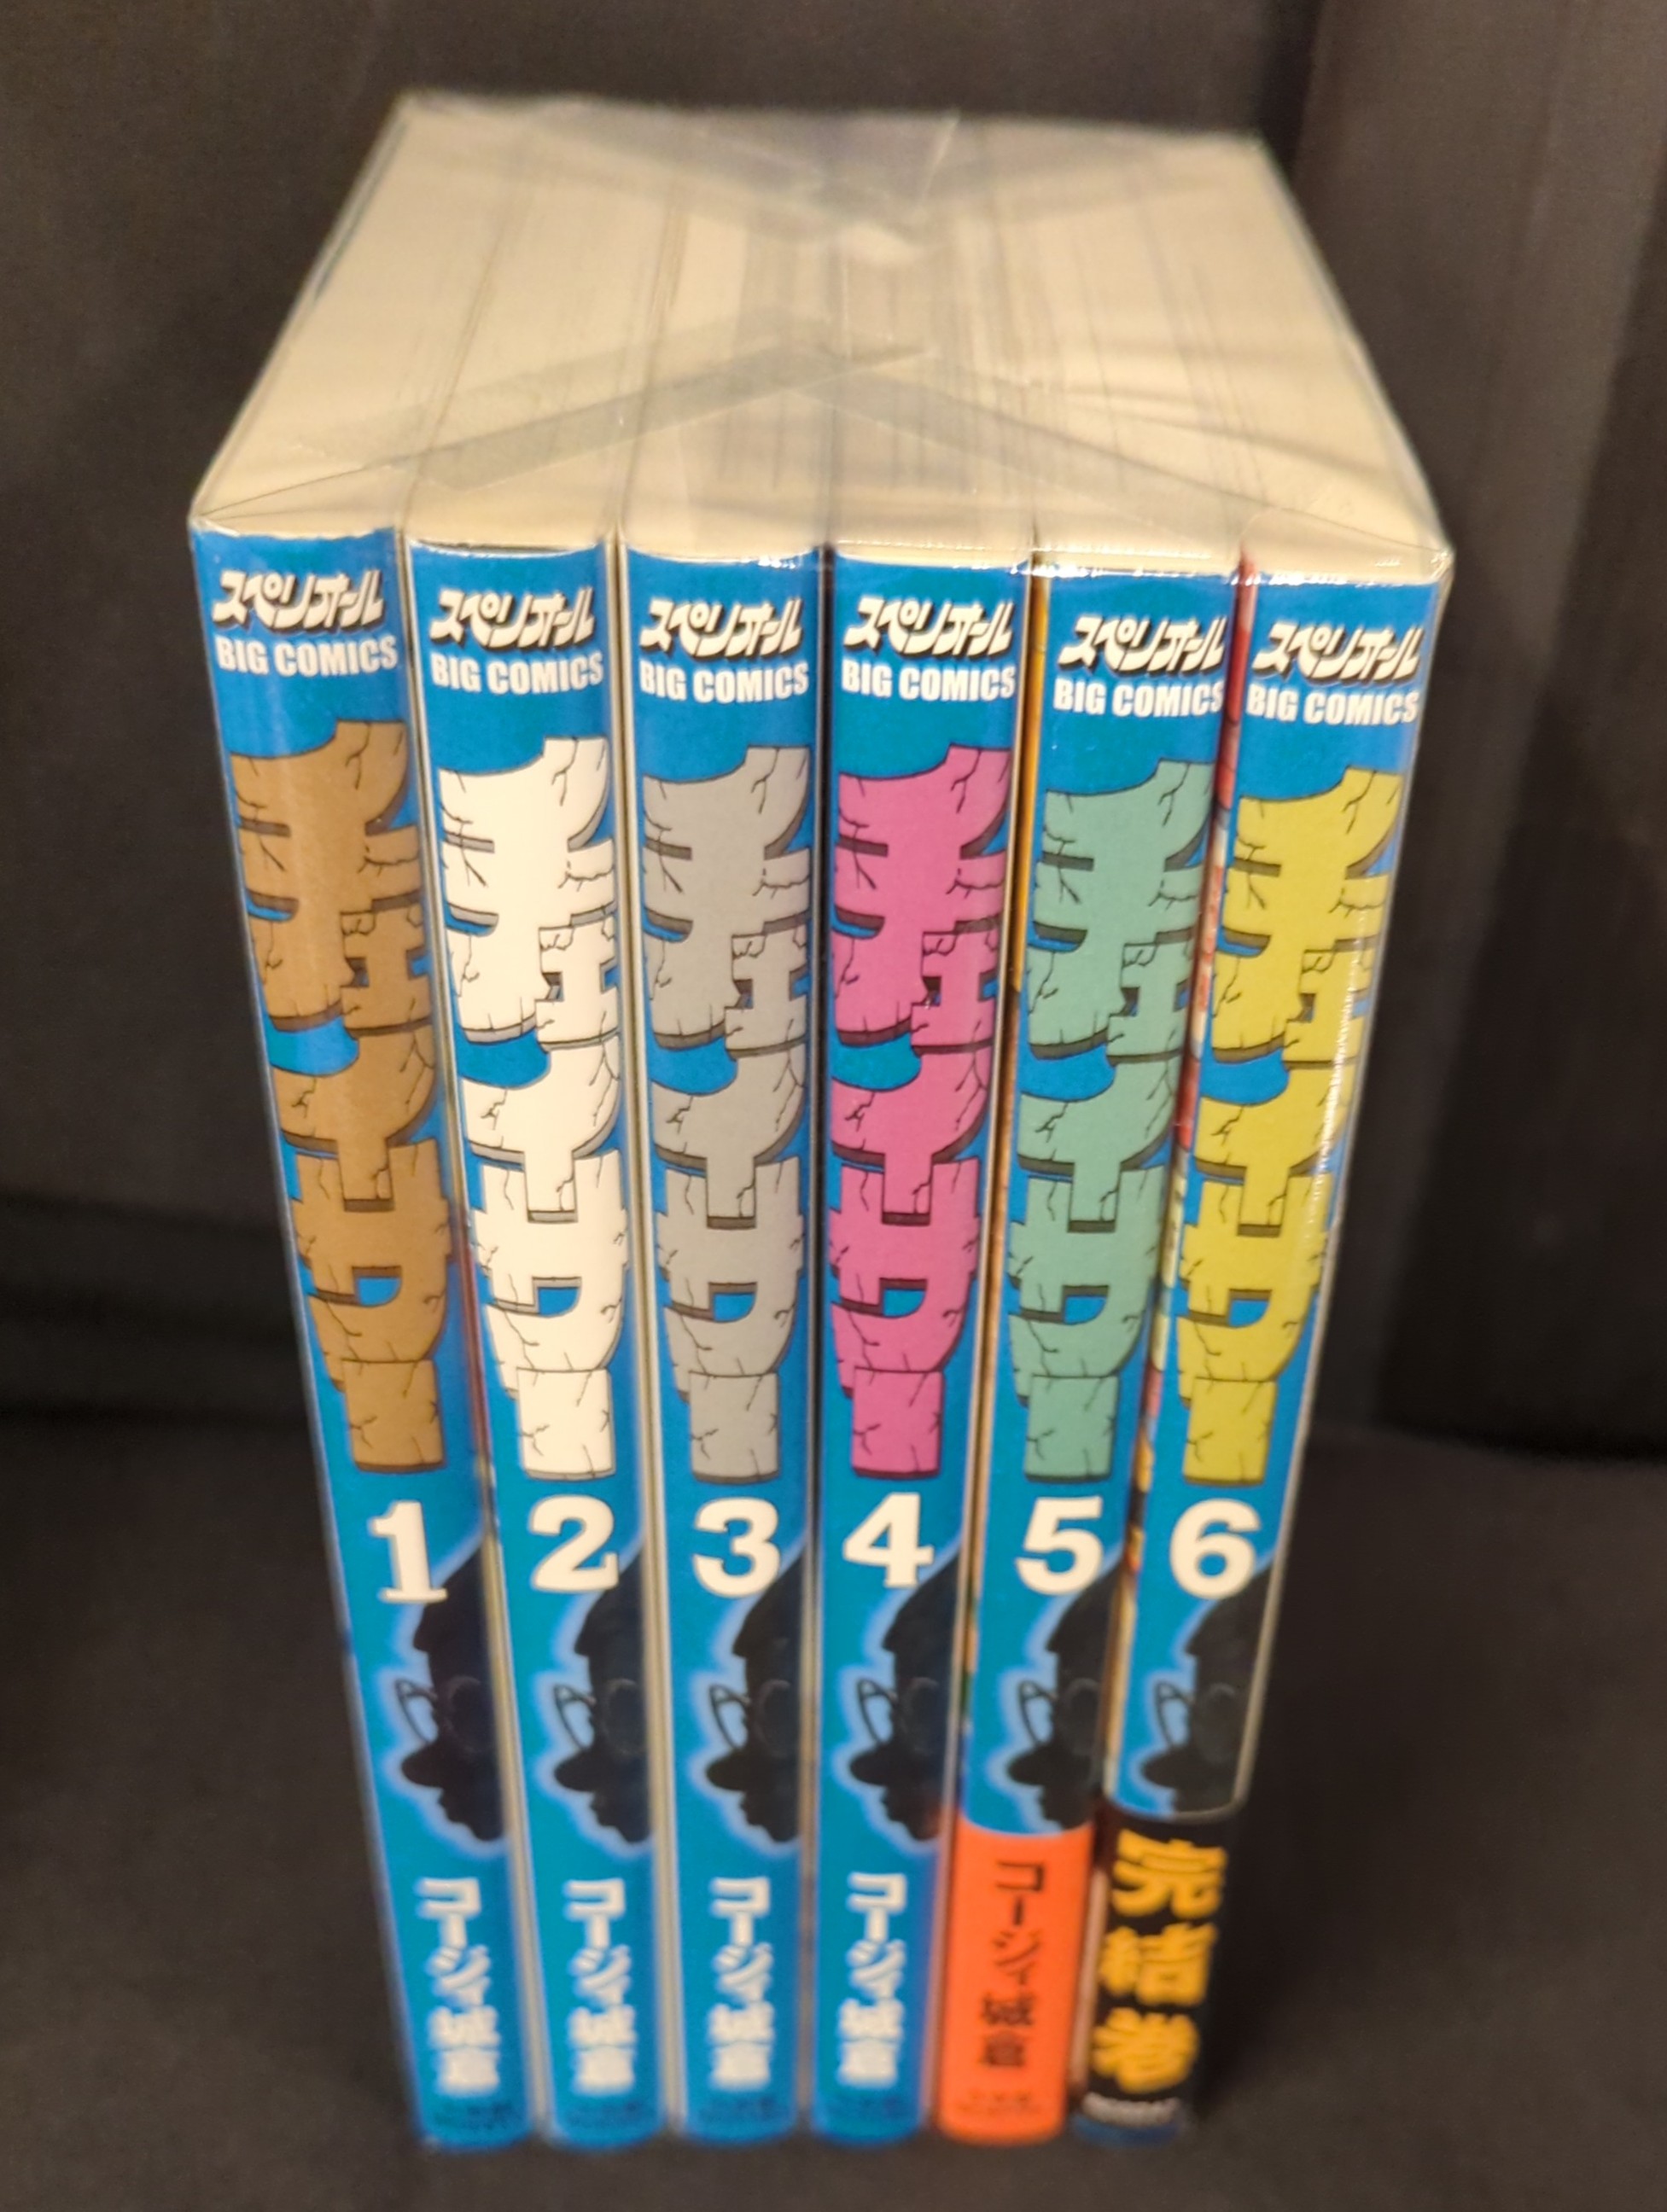 スペリオール
BIG COMICS
チェイサー
1
コージィ城倉
スペリオール
BIG COMICS
チェイサー
2
コージィ城倉
スペリオール
BIG COMICS
チェイサー
3
コージィ城倉
スペリオール
BIG COMICS
チェイサー
4
コージィ城倉
スペリオール
BIG COMICS
チェイサー
5
コージィ城倉
スペリオール
BIG COMICS
チェイサー
6
完結巻